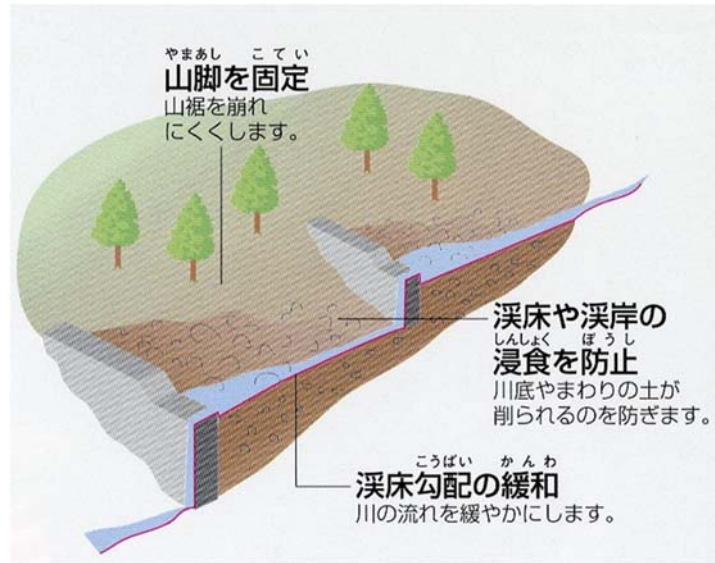 やまあし こてい
山脚を固定
山裾を崩れ
にくくします。
渓床や渓岸の
しんしょく ぼうし
浸食を防止
川底やまわりの土が
削られるのを防ぎます。
こうばい かんわ
渓床勾配の緩和
川の流れを緩やかにします。